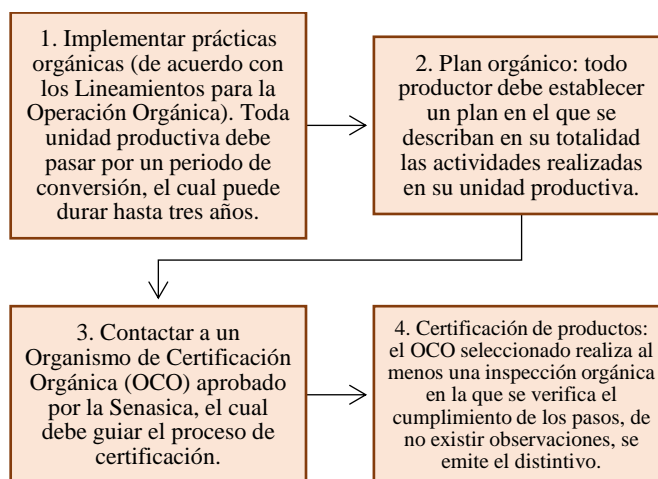 1. Implementar prácticas
orgánicas (de acuerdo con
los Lineamientos para la
Operación Orgánica). Toda
unidad productiva debe
pasar por un periodo de
conversión, el cual puede
durar hasta tres años.
2. Plan orgánico: todo
productor debe establecer
un plan en el que se
describan en su totalidad
las actividades realizadas
en su unidad productiva.
3. Contactar a un
Organismo de Certificación
Orgánica (OCO) aprobado
por la Senasica, el cual
debe guiar el proceso de
certificación.
4. Certificación de productos:
el OCO seleccionado realiza al
menos una inspección orgánica
en la que se verifica el
cumplimiento de los pasos, de
no existir observaciones, se
emite el distintivo.